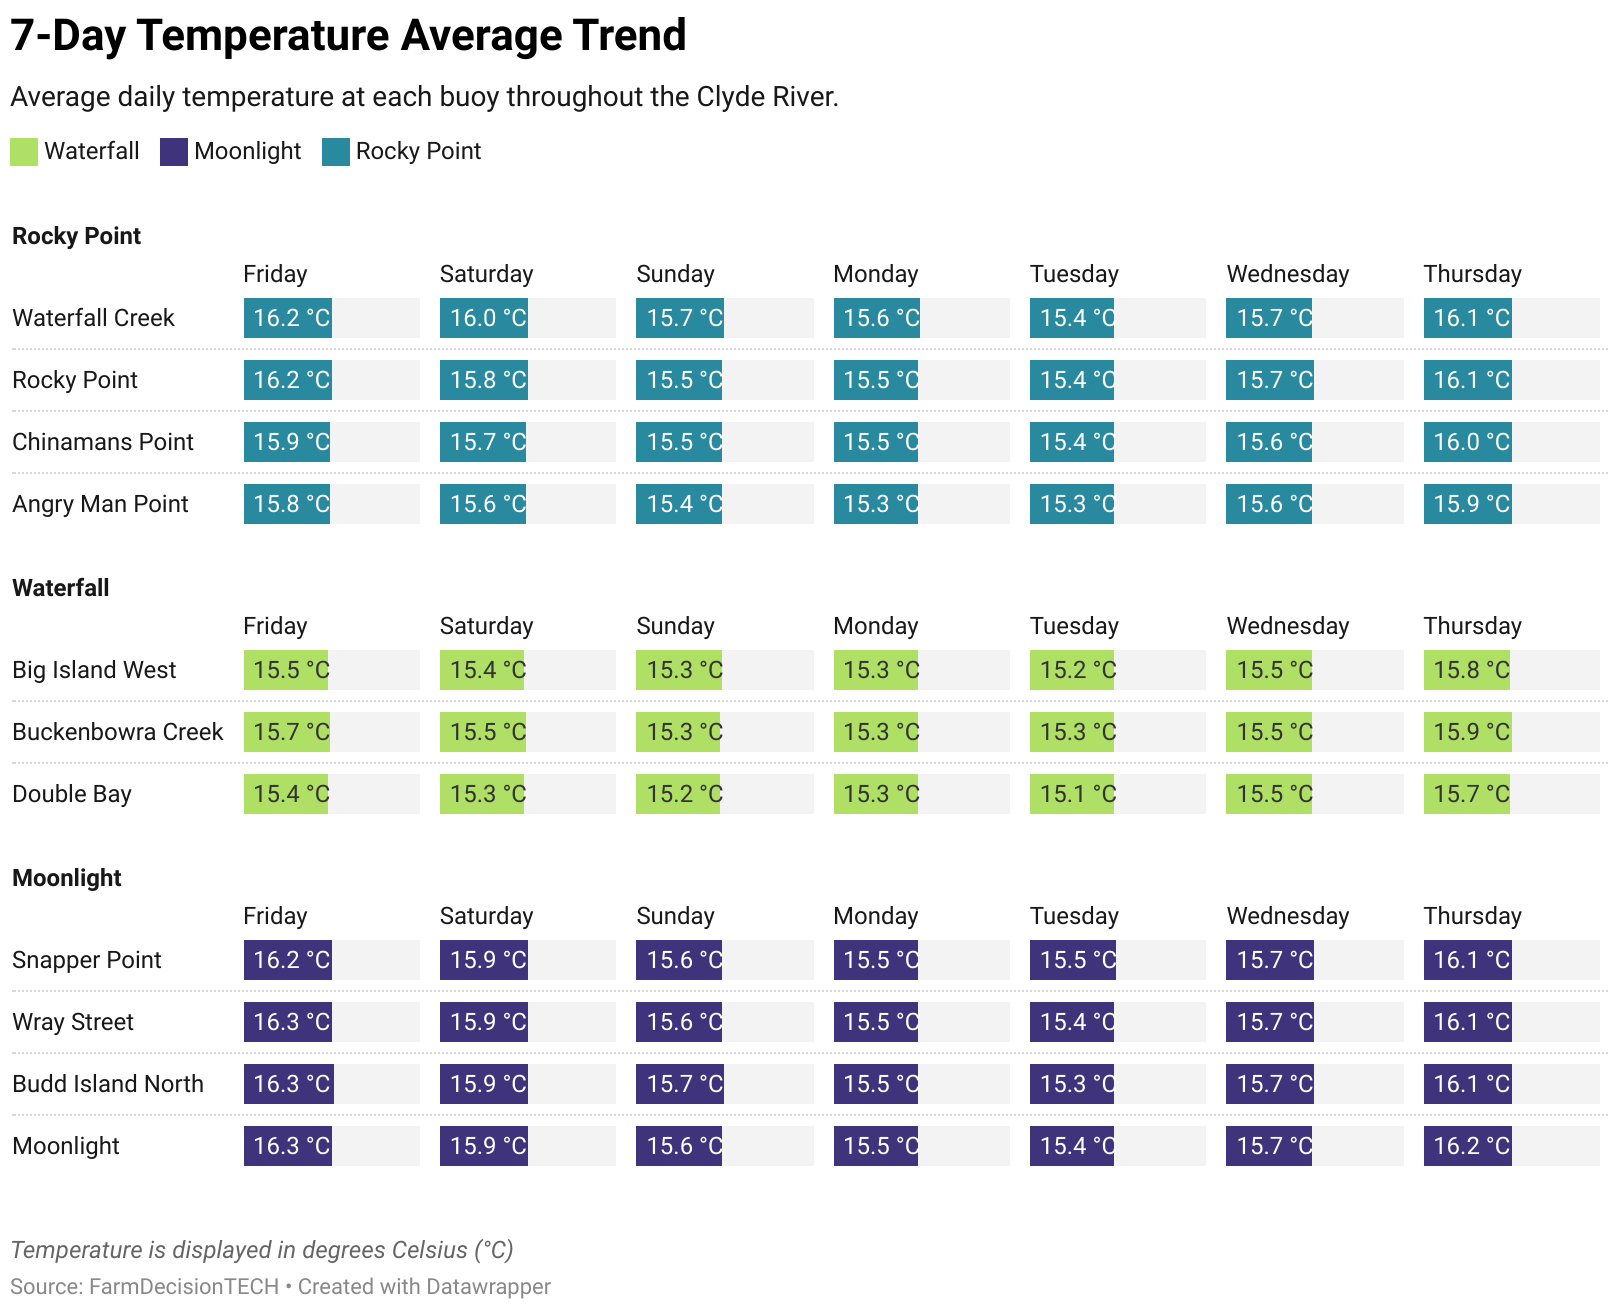 7-Day Temperature Average Trend
Average daily temperature at each buoy throughout the Clyde River.
Waterfall Moonlight Rocky Point
Rocky Point
Friday Saturday Sunday Monday Tuesday Wednesday Thursday
Waterfall Creek 16.2 °C 16.0 °C 15.7 °C 15.6 °C 15.4 °C 15.7 °C 16.1 °C
Rocky Point 16.2 °C 15.8 °C 15.5 °C 15.5 °C 15.4 °C 15.7 °C 16.1 °C
Chinamans Point 15.9 °C 15.7 °C 15.5 °C 15.5 °C 15.4 °C 15.6 °C 16.0 °C
Angry Man Point 15.8 °C 15.6 °C 15.4 °C 15.3 °C 15.3 °C 15.6 °C 15.9 °C
Waterfall
Friday Saturday Sunday Monday Tuesday Wednesday Thursday
Big Island West 15.5 °C 15.4 °C 15.3 °C 15.3 °C 15.2 °C 15.5 °C 15.8 °C
Buckenbowra Creek 15.7 °C 15.5 °C 15.3 °C 15.3 °C 15.3 °C 15.5 °C 15.9 °C
Double Bay 15.4 °C 15.3 °C 15.2 °C 15.3 °C 15.1 °C 15.5 °C 15.7 °C
Moonlight
Friday Saturday Sunday Monday Tuesday Wednesday Thursday
Snapper Point 16.2 °C 15.9 °C 15.6 °C 15.5 °C 15.5 °C 15.7 °C 16.1 °C
Wray Street 16.3 °C 15.9 °C 15.6 °C 15.5 °C 15.4 °C 15.7 °C 16.1 °C
Budd Island North 16.3 °C 15.9 °C 15.7 °C 15.5 °C 15.3 °C 15.7 °C 16.1 °C
Moonlight 16.3 °C 15.9 °C 15.6 °C 15.5 °C 15.4 °C 15.7 °C 16.2 °C
Temperature is displayed in degrees Celsius (°C)
Source: FarmDecisionTECH • Created with Datawrapper